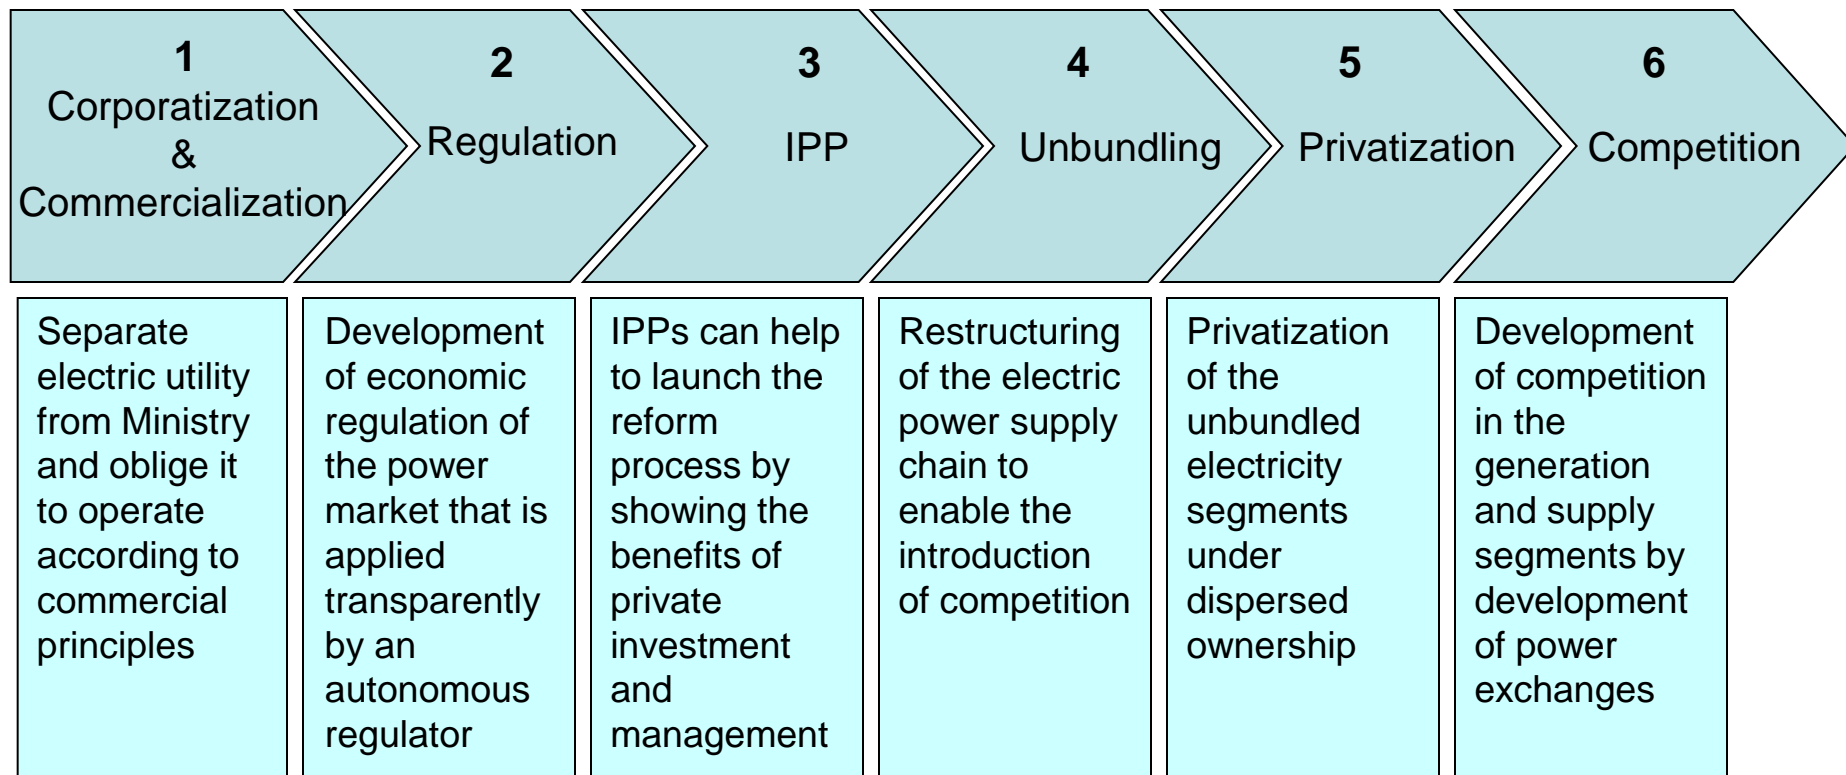 1
Corporatization
&
Commercialization
2
Regulation
3
IPP
4
Unbundling
5
Privatization
6
Competition
Separate
electric utility
from Ministry
and oblige it
to operate
according to
commercial
principles
Development
of economic
regulation of
the power
market that is
applied
transparently
by an
autonomous
regulator
IPPs can help
to launch the
reform
process by
showing the
benefits of
private
investment
and
management
Restructuring
of the electric
power supply
chain to
enable the
introduction
of competition
Privatization
of the
unbundled
electricity
segments
under
dispersed
ownership
Development
of competition
in the
generation
and supply
segments by
development
of power
exchanges